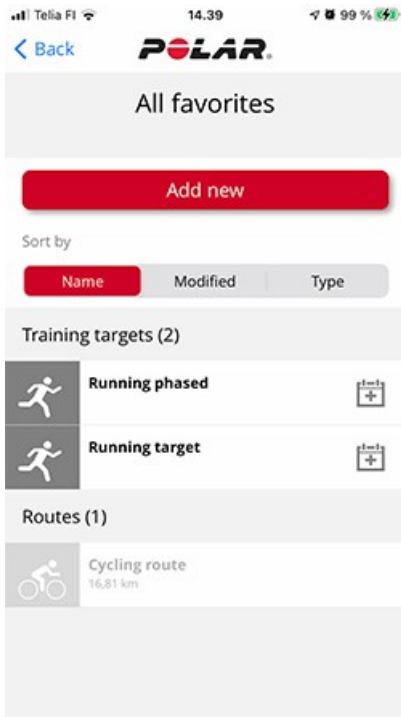 Telia FI 14.39 99 %
Back POLAR.
All favorites
Add new
Sort by
Name Modified Type
Training targets (2)
Running phased
Running target
Routes (1)
Cycling route
16,81 km